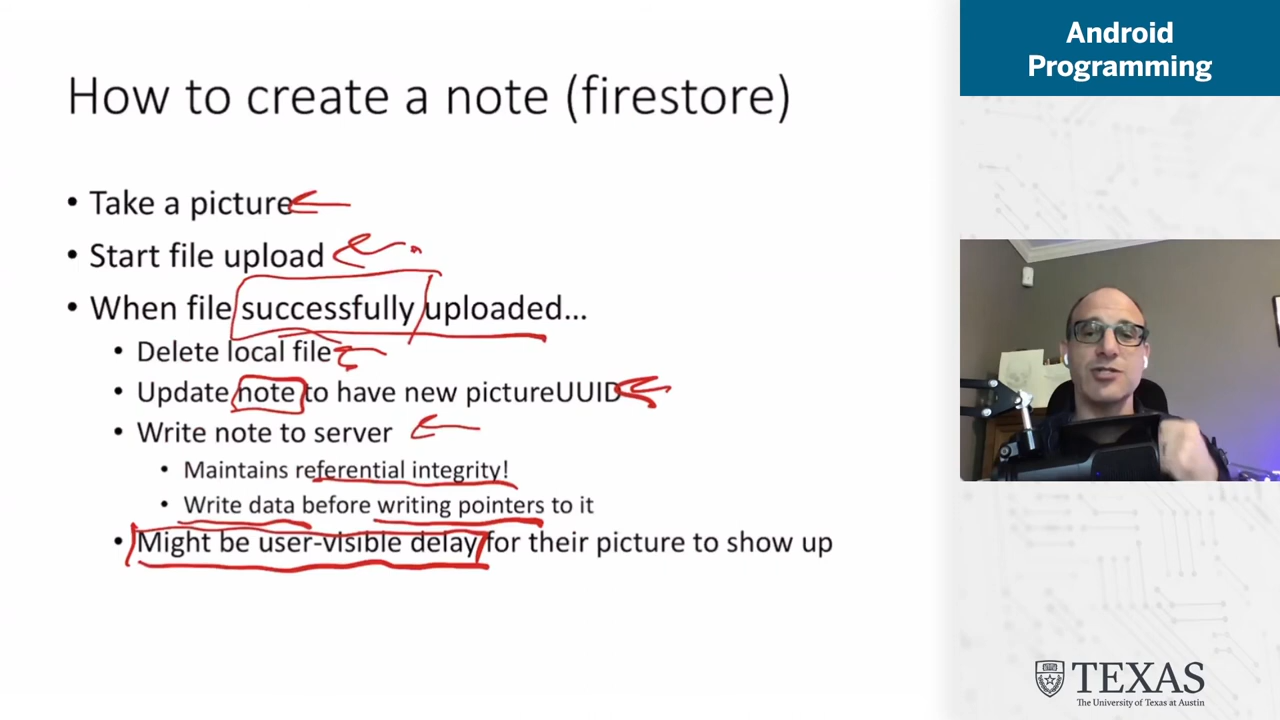 Android
Programming
How to create a note (firestore)
• Take a picture
• Start file upload
• When file successfully uploaded...
• Delete local file
• Update note to have new pictureUUID
• Write note to server
• Maintains referential integrity!
• Write data before writing pointers to it
• Might be user-visible delay for their picture to show up
TEXAS
The University of Texas at Austin